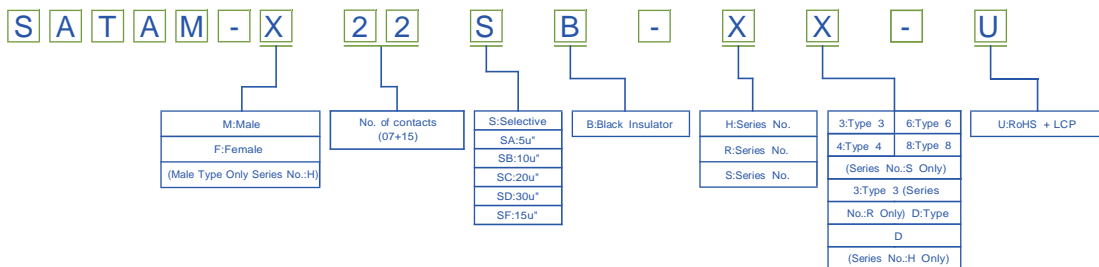 SATAM-X 22 S B - X X - U
M:Male
F:Female
(Male Type Only Series No.:H)
No. of contacts
(07+15)
S:Selective
SA:5u"
SB:10u"
SC:20u"
SD:30u"
SF:15u"
B:Black Insulator
H:Series No.
R:Series No.
S:Series No.
3:Type 3 6:Type 6
4:Type 4 8:Type 8
(Series No.:S Only)
3:Type 3 (Series
No.:R Only) D:Type
D
(Series No.:H Only)
U:RoHS + LCP